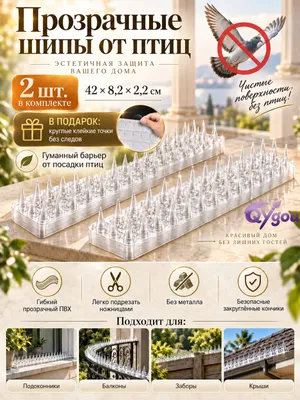 Прозрачные
шипы от птиц
ЭСТЕТИЧНАЯ ЗАЩИТА
ВАШЕГО ДОМА
2 шт.
в комплекте
42 × 8,2 × 2,2 см
В ПОДАРОК:
круглые клейкие точки
без следов
Чистые
поверхности
без птиц!
Гуманный барьер
от посадки птиц
Qygou
КРАСИВЫЙ ДОМ
БЕЗ ЛИШНИХ ГОСТЕЙ
Гибкий
прозрачный ПВХ
Легко подрезать
ножницами
Без металла
Безопасные
закруглённые кончики
Подходит для:
Подоконники
Балконы
Заборы
Крыши